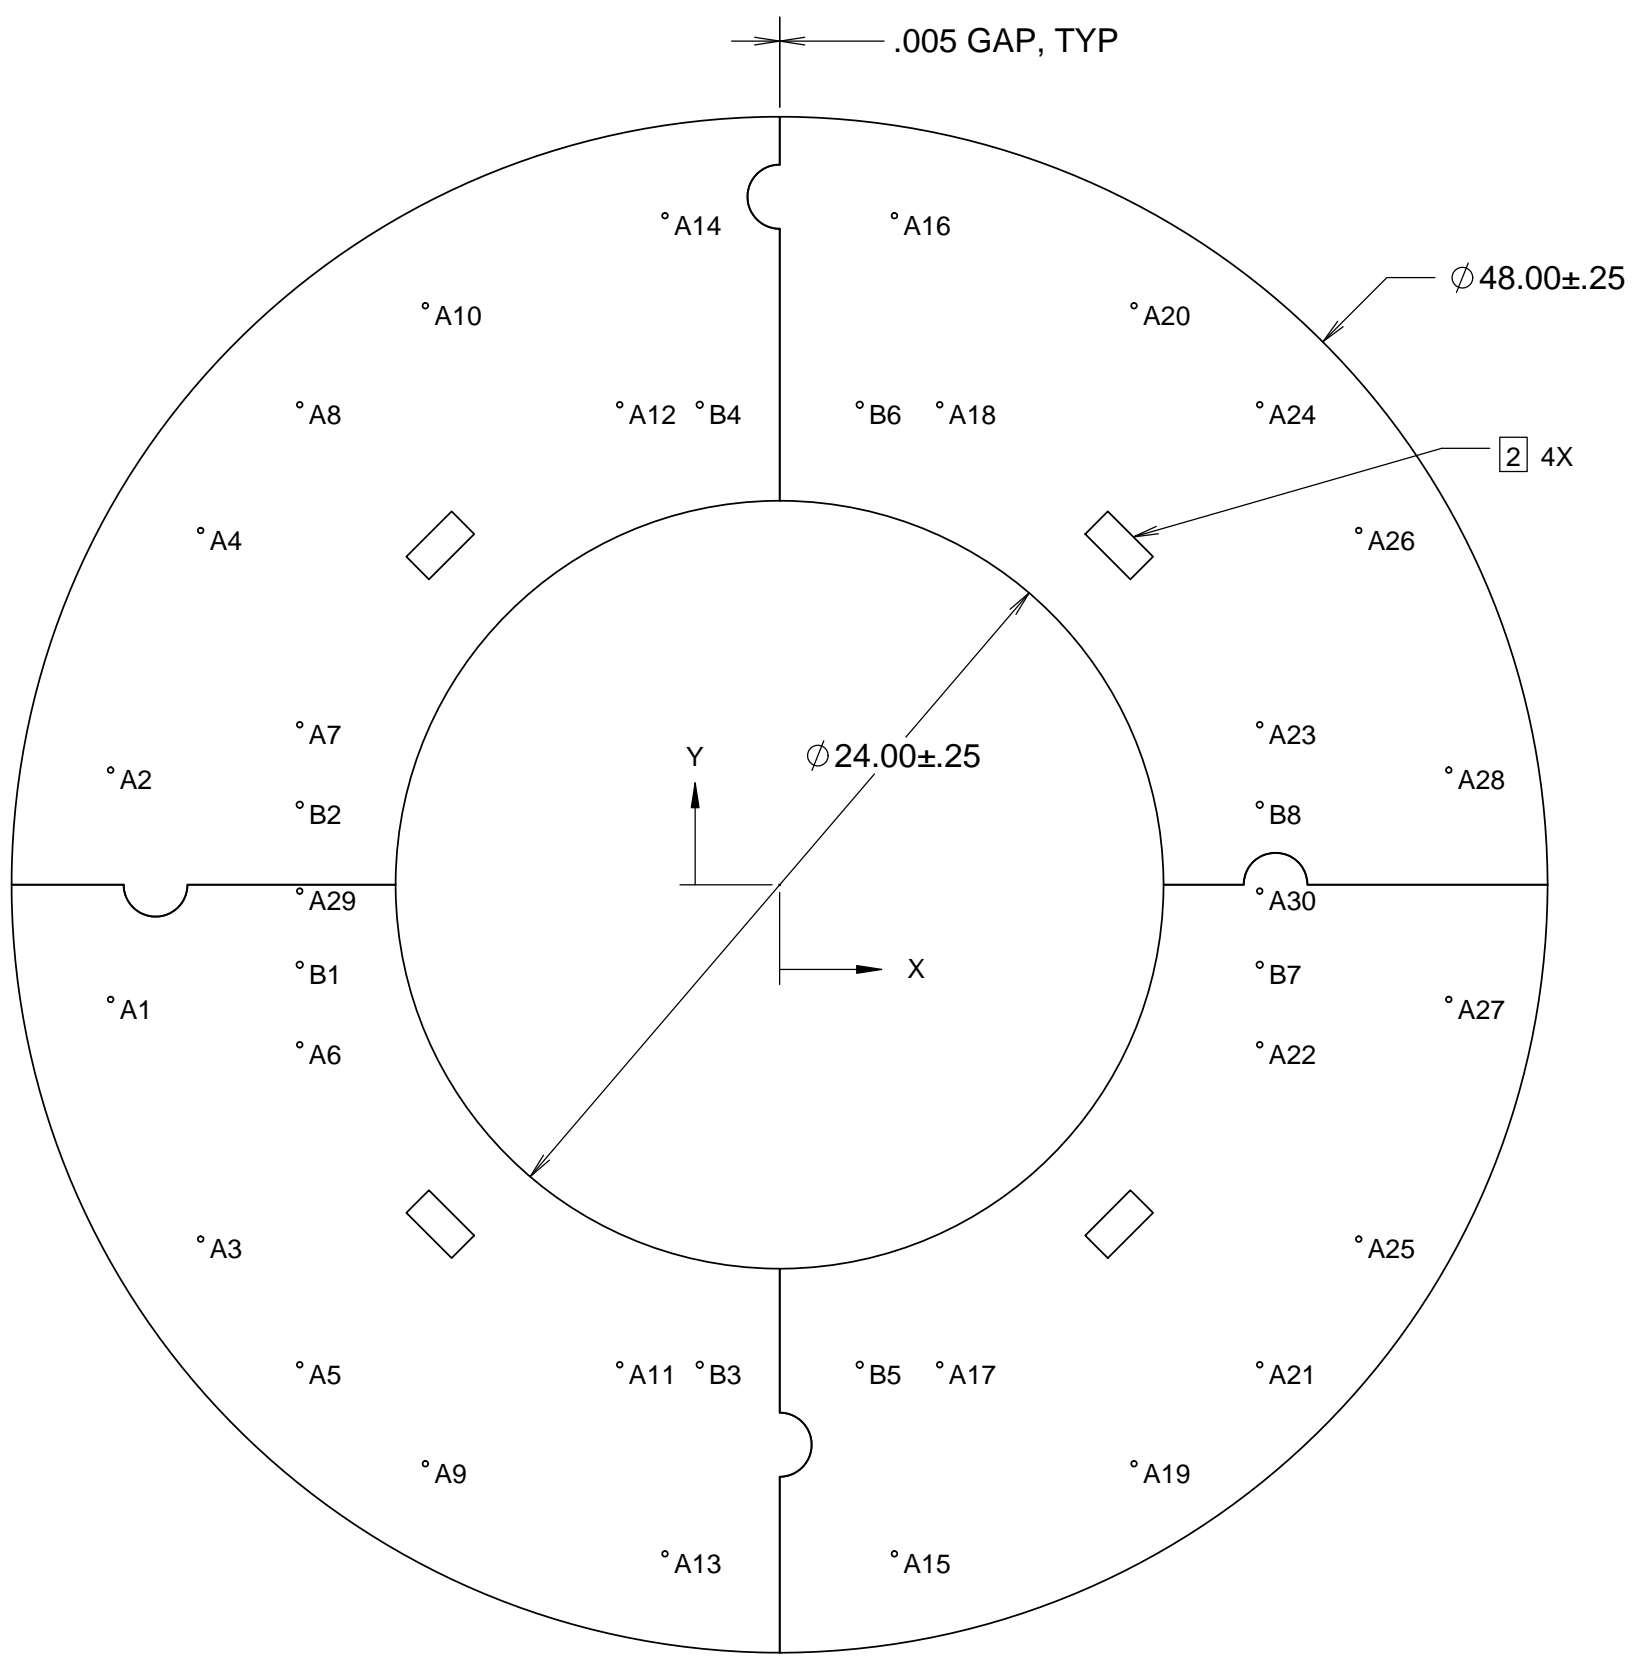 .005 GAP, TYP
A14
A16
⌀48.00±.25
A10
A20
A8
A12
B4
B6
A18
A24
2 4X
A4
A26
A7
A23
Y
⌀24.00±.25
A2
A28
B2
B8
A29
A30
B1
X
B7
A1
A27
A6
A22
A3
A25
A5
A11
B3
B5
A17
A21
A9
A19
A13
A15